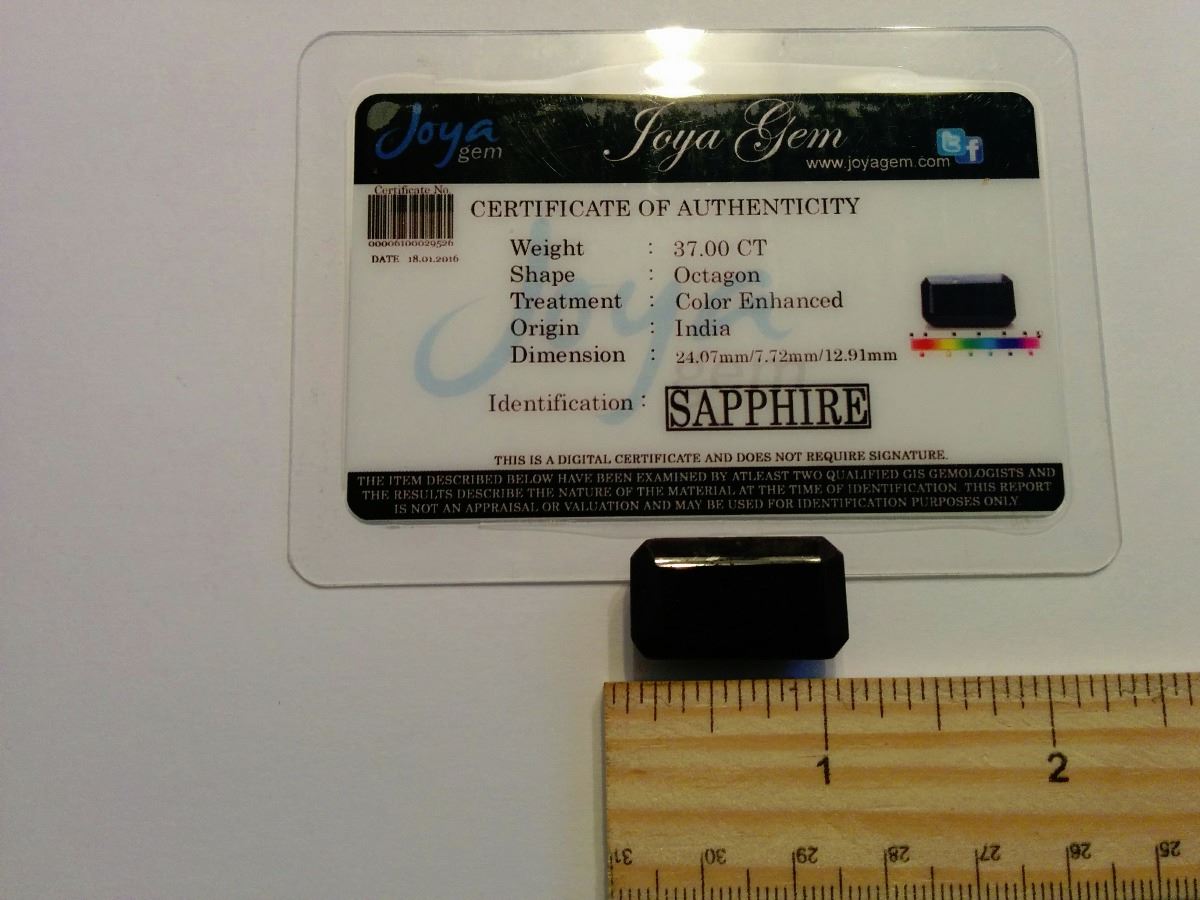 Joya gem
Joya Gem
www.joyagem.com
Certificate No.
00006100029526
DATE 18.01.2016
CERTIFICATE OF AUTHENTICITY
Weight : 37.00 CT
Shape : Octagon
Treatment : Color Enhanced
Origin : India
Dimension : 24.07mm/7.72mm/12.91mm
Identification : SAPPHIRE
Joya gem
THIS IS A DIGITAL CERTIFICATE AND DOES NOT REQUIRE SIGNATURE.
THE ITEM DESCRIBED BELOW HAVE BEEN EXAMINED BY ATLEAST TWO QUALIFIED GIS GEMOLOGISTS AND
THE RESULTS DESCRIBE THE NATURE OF THE MATERIAL AT THE TIME OF IDENTIFICATION. THIS REPORT
IS NOT AN APPRAISAL OR VALUATION AND MAY BE USED FOR IDENTIFICATION PURPOSES ONLY
1 2
31 30 29 28 27 26 25